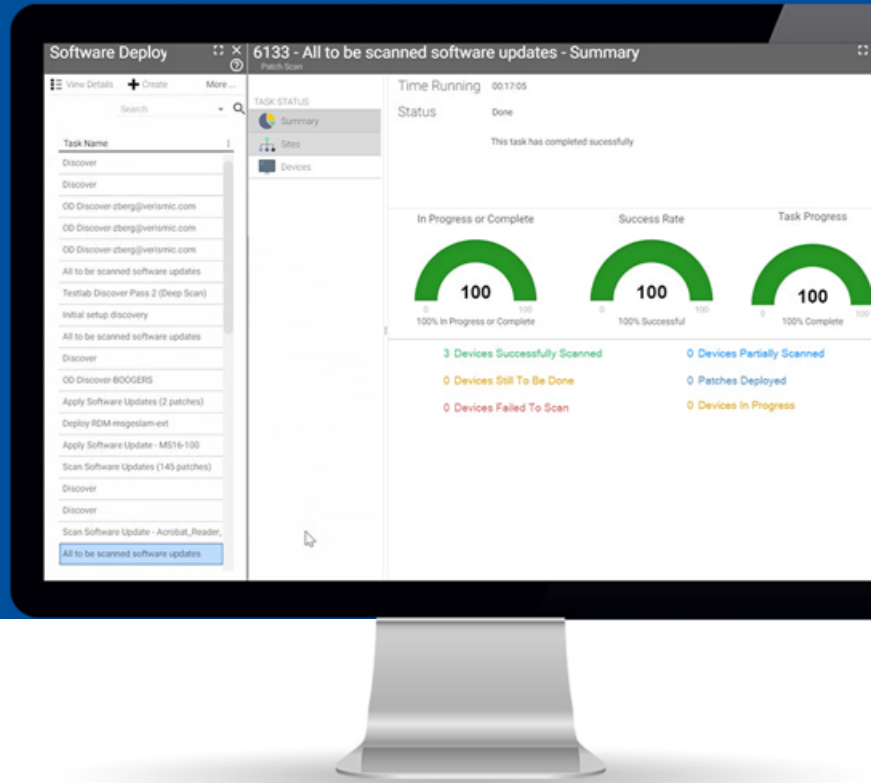 Software Deploy
View Details
Create
More ...
Search
Task Name
Discover
Discover
OD Discover-zberg@verismic.com
OD Discover-zberg@verismic.com
OD Discover-zberg@verismic.com
All to be scanned software updates
Testlab Discover Pass 2 (Deep Scan)
Initial setup discovery
All to be scanned software updates
Discover
OD Discover-BOOGERS
Apply Software Updates (2 patches)
Deploy RDM-msgeslam-ext
Apply Software Update - MS16-100
Scan Software Updates (145 patches)
Discover
Discover
Scan Software Update - Acrobat_Reader,
All to be scanned software updates
6133 - All to be scanned software updates - Summary
Patch Scan
TASK STATUS
Summary
Sites
Devices
Time Running 00:17:05
Status Done
This task has completed sucessfully
In Progress or Complete
100
0 100
100% In Progress or Complete
Success Rate
100
0 100
100% Successful
Task Progress
100
0 100
100% Complete
3 Devices Successfully Scanned
0 Devices Partially Scanned
0 Devices Still To Be Done
0 Patches Deployed
0 Devices Failed To Scan
0 Devices In Progress